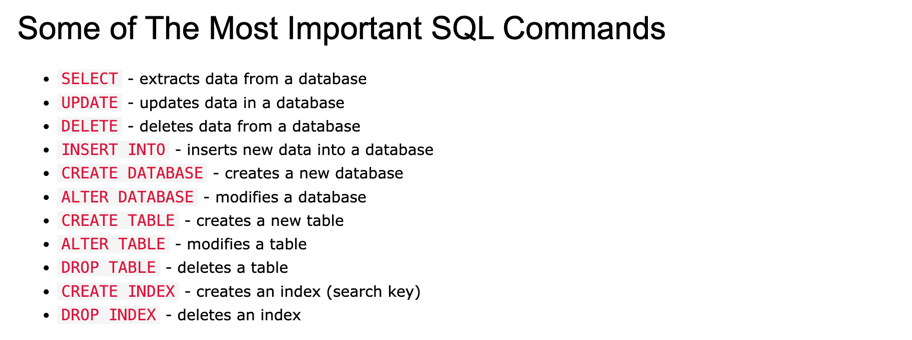 Some of The Most Important SQL Commands
• SELECT - extracts data from a database
• UPDATE - updates data in a database
• DELETE - deletes data from a database
• INSERT INTO - inserts new data into a database
• CREATE DATABASE - creates a new database
• ALTER DATABASE - modifies a database
• CREATE TABLE - creates a new table
• ALTER TABLE - modifies a table
• DROP TABLE - deletes a table
• CREATE INDEX - creates an index (search key)
• DROP INDEX - deletes an index